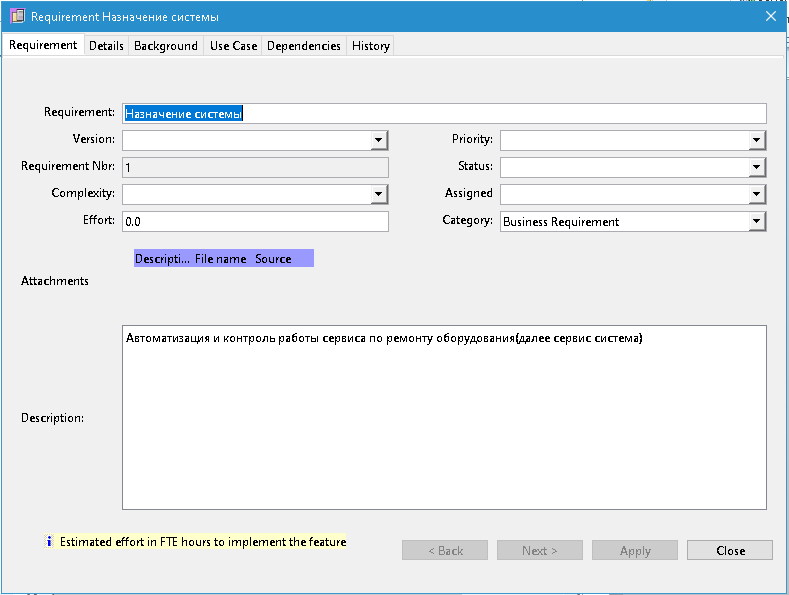 Requirement Назначение системы
Requirement Details Background Use Case Dependencies History
Requirement: Назначение системы
Version: Priority:
Requirement Nbr: 1 Status:
Complexity: Assigned
Effort: 0.0 Category: Business Requirement
Descripti... File name Source
Attachments
Автоматизация и контроль работы сервиса по ремонту оборудования(далее сервис система)
Description:
Estimated effort in FTE hours to implement the feature
< Back Next > Apply Close